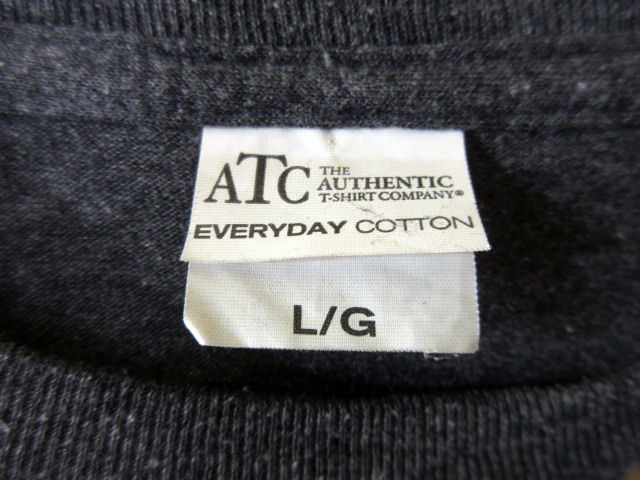 ATC THE AUTHENTIC T-SHIRT COMPANY®
EVERYDAY COTTON
L/G